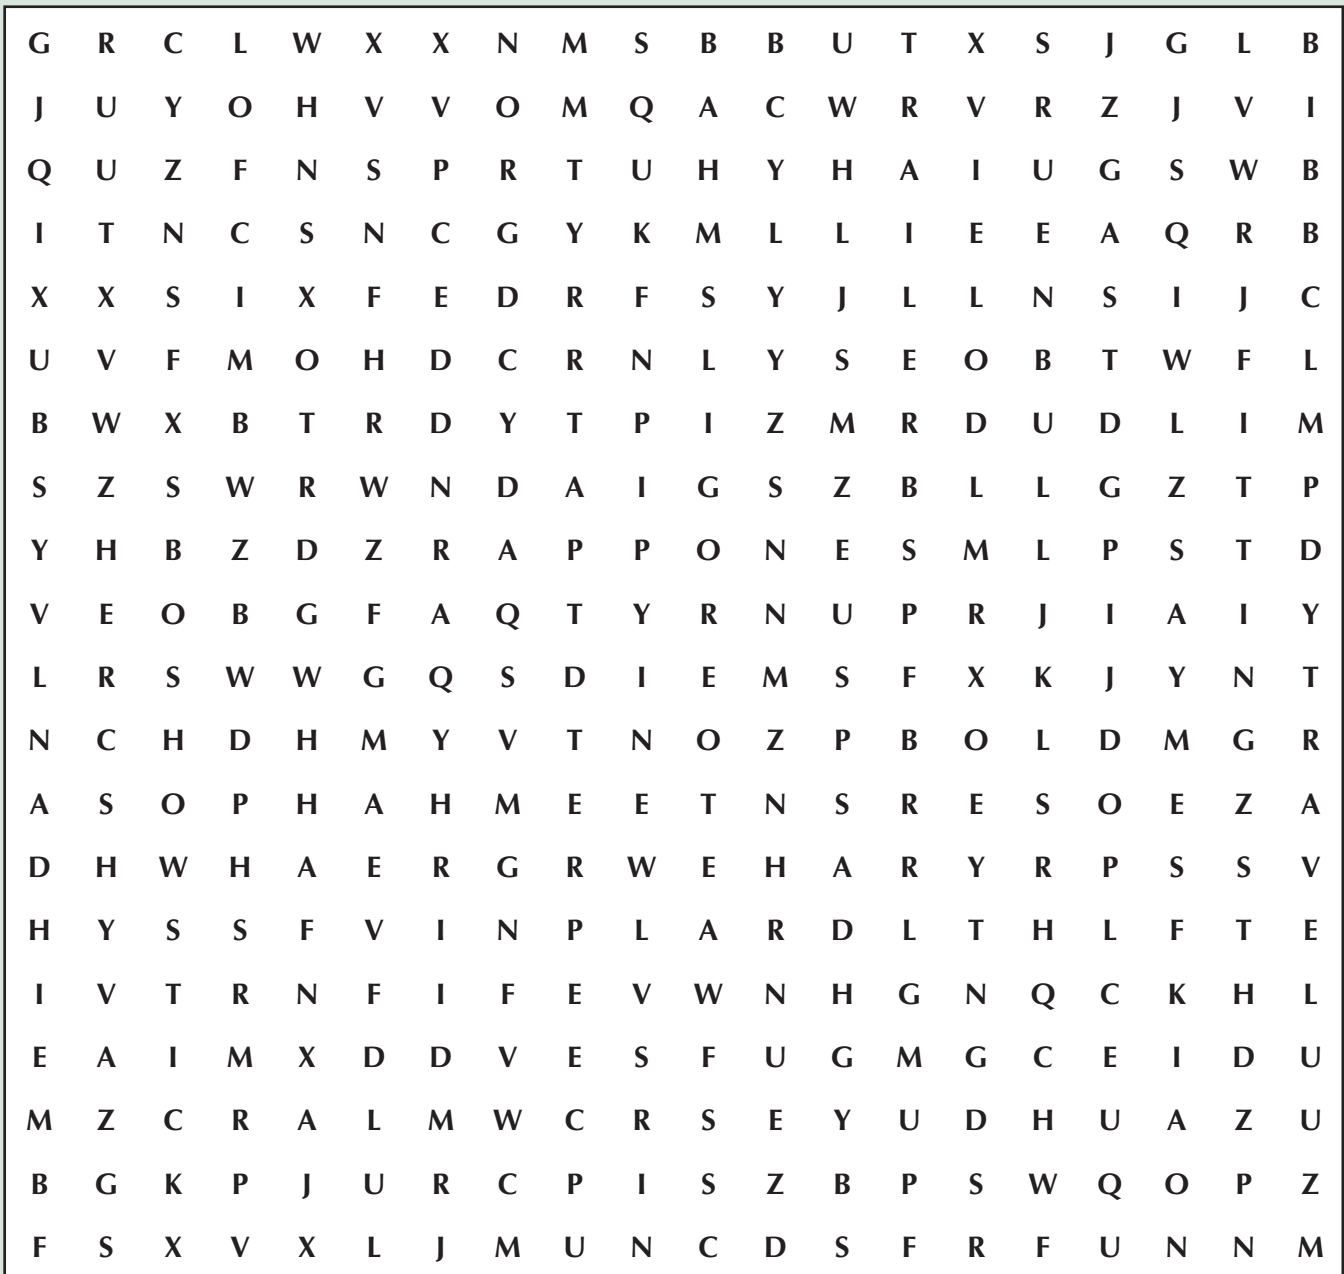 G R C L W X X N M S B B U T X S J G L B
J U Y O H V V O M Q A C W R V R Z J V I
Q U Z F N S P R T U H Y H A I U G S W B
I T N C S N C G Y K M L L I E E A Q R B
X X S I X F E D R F S Y J L L N S I J C
U V F M O H D C R N L Y S E O B T W F L
B W X B T R D Y T P I Z M R D U D L I M
S Z S W R W N D A I G S Z B L L G Z T P
Y H B Z D Z R A P P O N E S M L P S T D
V E O B G F A Q T Y R N U P R J I A I Y
L R S W W G Q S D I E M S F X K J Y N T
N C H D H M Y V T N O Z P B O L D M G R
A S O P H A H M E E T N S R E S O E Z A
D H W H A E R G R W E H A R Y R P S S V
H Y S S F V I N P L A R D L T H L F T E
I V T R N F I F E V W N H G N Q C K H L
E A I M X D D V E S F U G M G C E I D U
M Z C R A L M W C R S E Y U D H U A Z U
B G K P J U R C P I S Z B P S W Q O P Z
F S X V X L J M U N C D S F R F U N N M